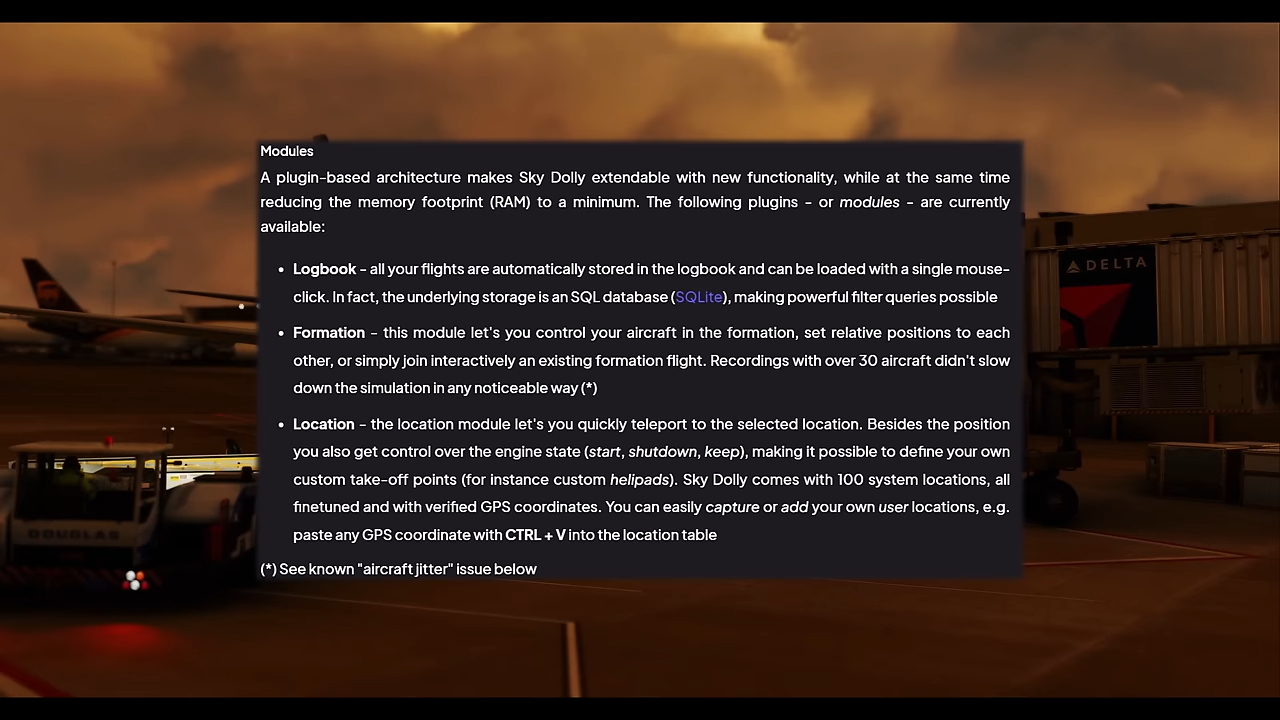 Modules
A plugin-based architecture makes Sky Dolly extendable with new functionality, while at the same time
reducing the memory footprint (RAM) to a minimum. The following plugins - or modules - are currently
available:
• Logbook - all your flights are automatically stored in the logbook and can be loaded with a single mouse-
click. In fact, the underlying storage is an SQL database (SQLite), making powerful filter queries possible
• Formation - this module let's you control your aircraft in the formation, set relative positions to each
other, or simply join interactively an existing formation flight. Recordings with over 30 aircraft didn't slow
down the simulation in any noticeable way (*)
• Location - the location module let's you quickly teleport to the selected location. Besides the position
you also get control over the engine state (start, shutdown, keep), making it possible to define your own
custom take-off points (for instance custom helipads). Sky Dolly comes with 100 system locations, all
finetuned and with verified GPS coordinates. You can easily capture or add your own user locations, e.g.
paste any GPS coordinate with CTRL + V into the location table
(*) See known "aircraft jitter" issue below
DELTA
DOUGLAS